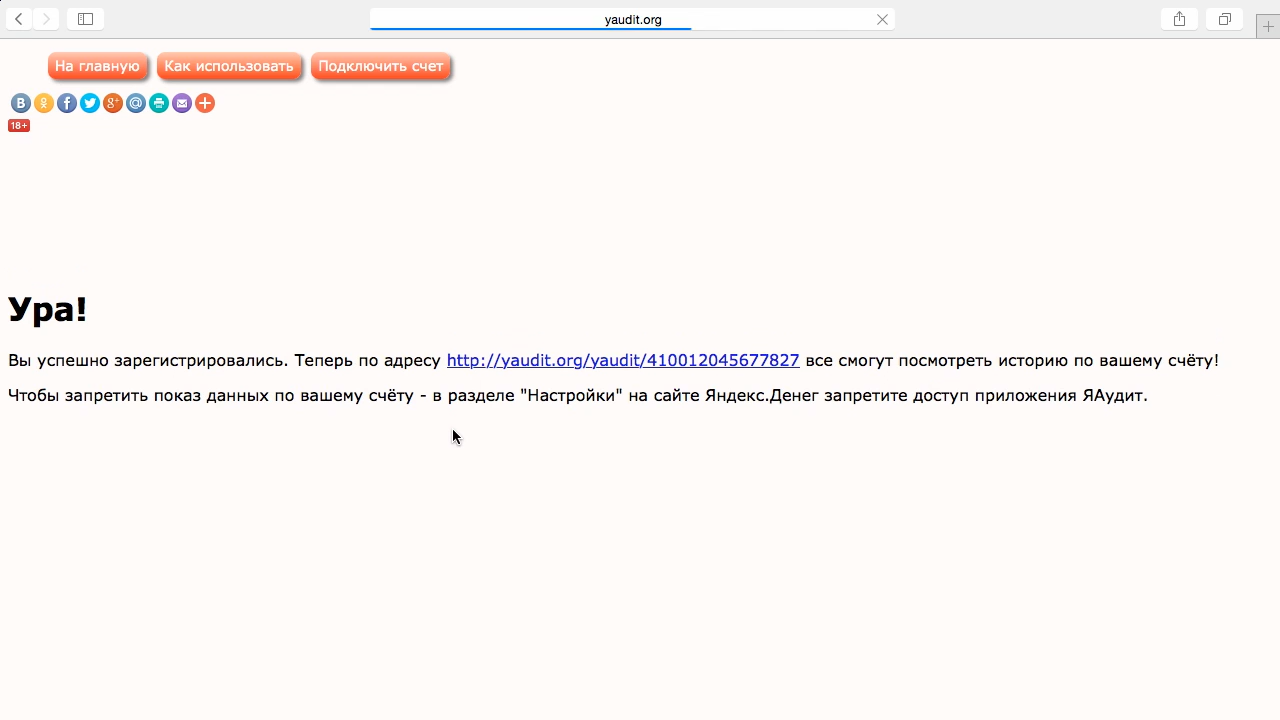 yaudit.org
На главную Как использовать Подключить счет
18+
Ура!
Вы успешно зарегистрировались. Теперь по адресу http://yaudit.org/yaudit/410012045677827 все смогут посмотреть историю по вашему счёту!
Чтобы запретить показ данных по вашему счёту - в разделе "Настройки" на сайте Яндекс.Денег запретите доступ приложения ЯАудит.